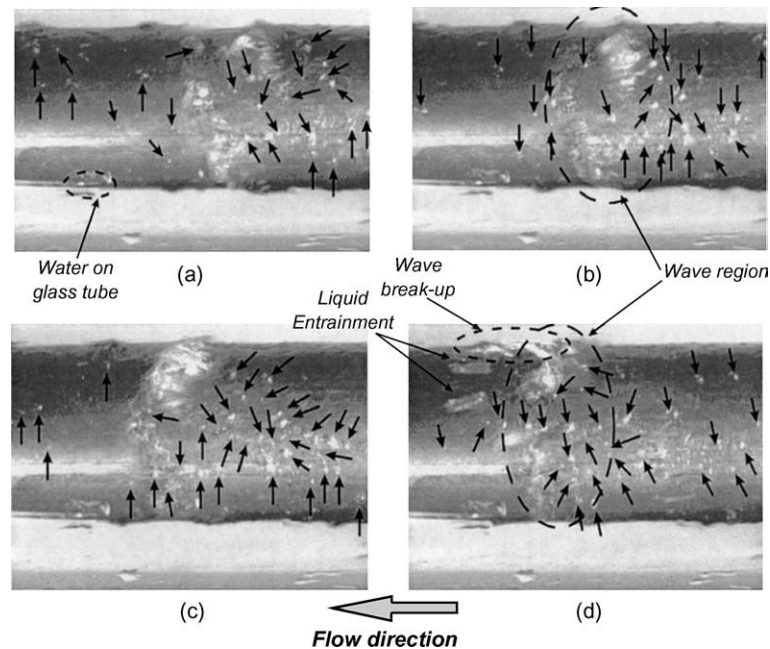 Water on
glass tube
(a)
(b)
Wave
break-up
Wave region
Liquid
Entrainment
(c)
(d)
Flow direction